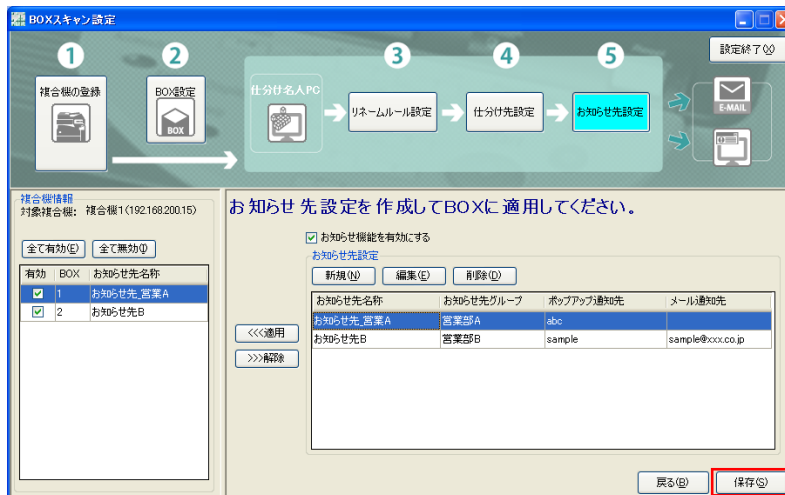 BOXスキャン設定
設定終了(X)
1
2
3
4
5
複合機の登録
BOX設定
BOX
仕分け名人PC
リネームルール設定
仕分け先設定
お知らせ先設定
E-MAIL
複合機情報
対象複合機: 複合機1(192.168.200.15)
全て有効(E)
全て無効(I)
有効 BOX お知らせ先名称
1 お知らせ先_営業A
2 お知らせ先B
お知らせ先設定を作成してBOXに適用してください。
お知らせ機能を有効にする
お知らせ先設定
新規(N)
編集(E)
削除(D)
お知らせ先名称 お知らせ先グループ ポップアップ通知先 メール通知先
お知らせ先_営業A 営業部A abc
お知らせ先B 営業部B sample sample@xxx.co.jp
<<<適用
>>>解除
戻る(B)
保存(S)